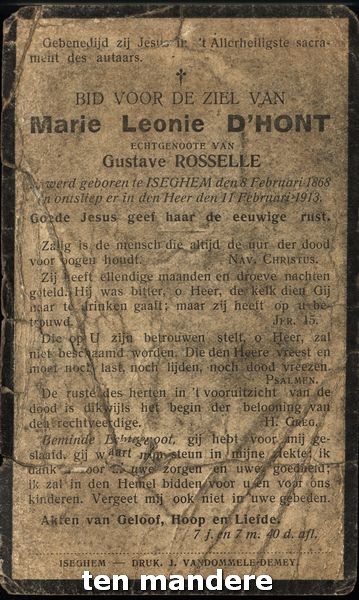 Gebenedijd zij Jesus in 't Allerheiligste sacra-
ment des autaars.
BID VOOR DE ZIEL VAN
Marie Leonie D'HONT
ECHTGENOOTE VAN
Gustave ROSSELLE
werd geboren te ISEGHEM den 8 Februari 1868
en ontsliep er in den Heer den 11 Februari 1913.
Goede Jesus geef haar de eeuwige rust.
Zalig is de mensch die altijd de uur der dood
voor oogen houdt. NAV. CHRISTUS.
Zij heeft ellendige maanden en droeve nachten
geteld. Hij was bitter, o Heer, de kelk dien Gij
haar te drinken gaaft; maar zij heeft op u be-
trouwd. JER. 15.
Die op U zijn betrouwen stelt, o Heer, zal
niet beschaamd worden. Die den Heere vreest en
moet noch last, noch lijden, noch dood vreezen.
PSALMEN.
De ruste des herten in 't vooruitzicht van de
dood is dikwijls het begin der belooning van
den rechtveerdige. H. GREG.
Beminde Echtgenoot, gij hebt voor mij ge-
slaafd, gij waart mijn steun in mijne ziekte; ik
dank u voor al uwe zorgen en uwe goedheid;
ik zal in den Hemel bidden voor u en voor ons
kinderen. Vergeet mij ook niet in uwe gebeden.
Akten van Geloof, Hoop en Liefde.
7 j. en 7 m. 40 d. afl.
ISEGHEM — DRUK. J. VANDOMMELE-DEMEY.
ten mandere